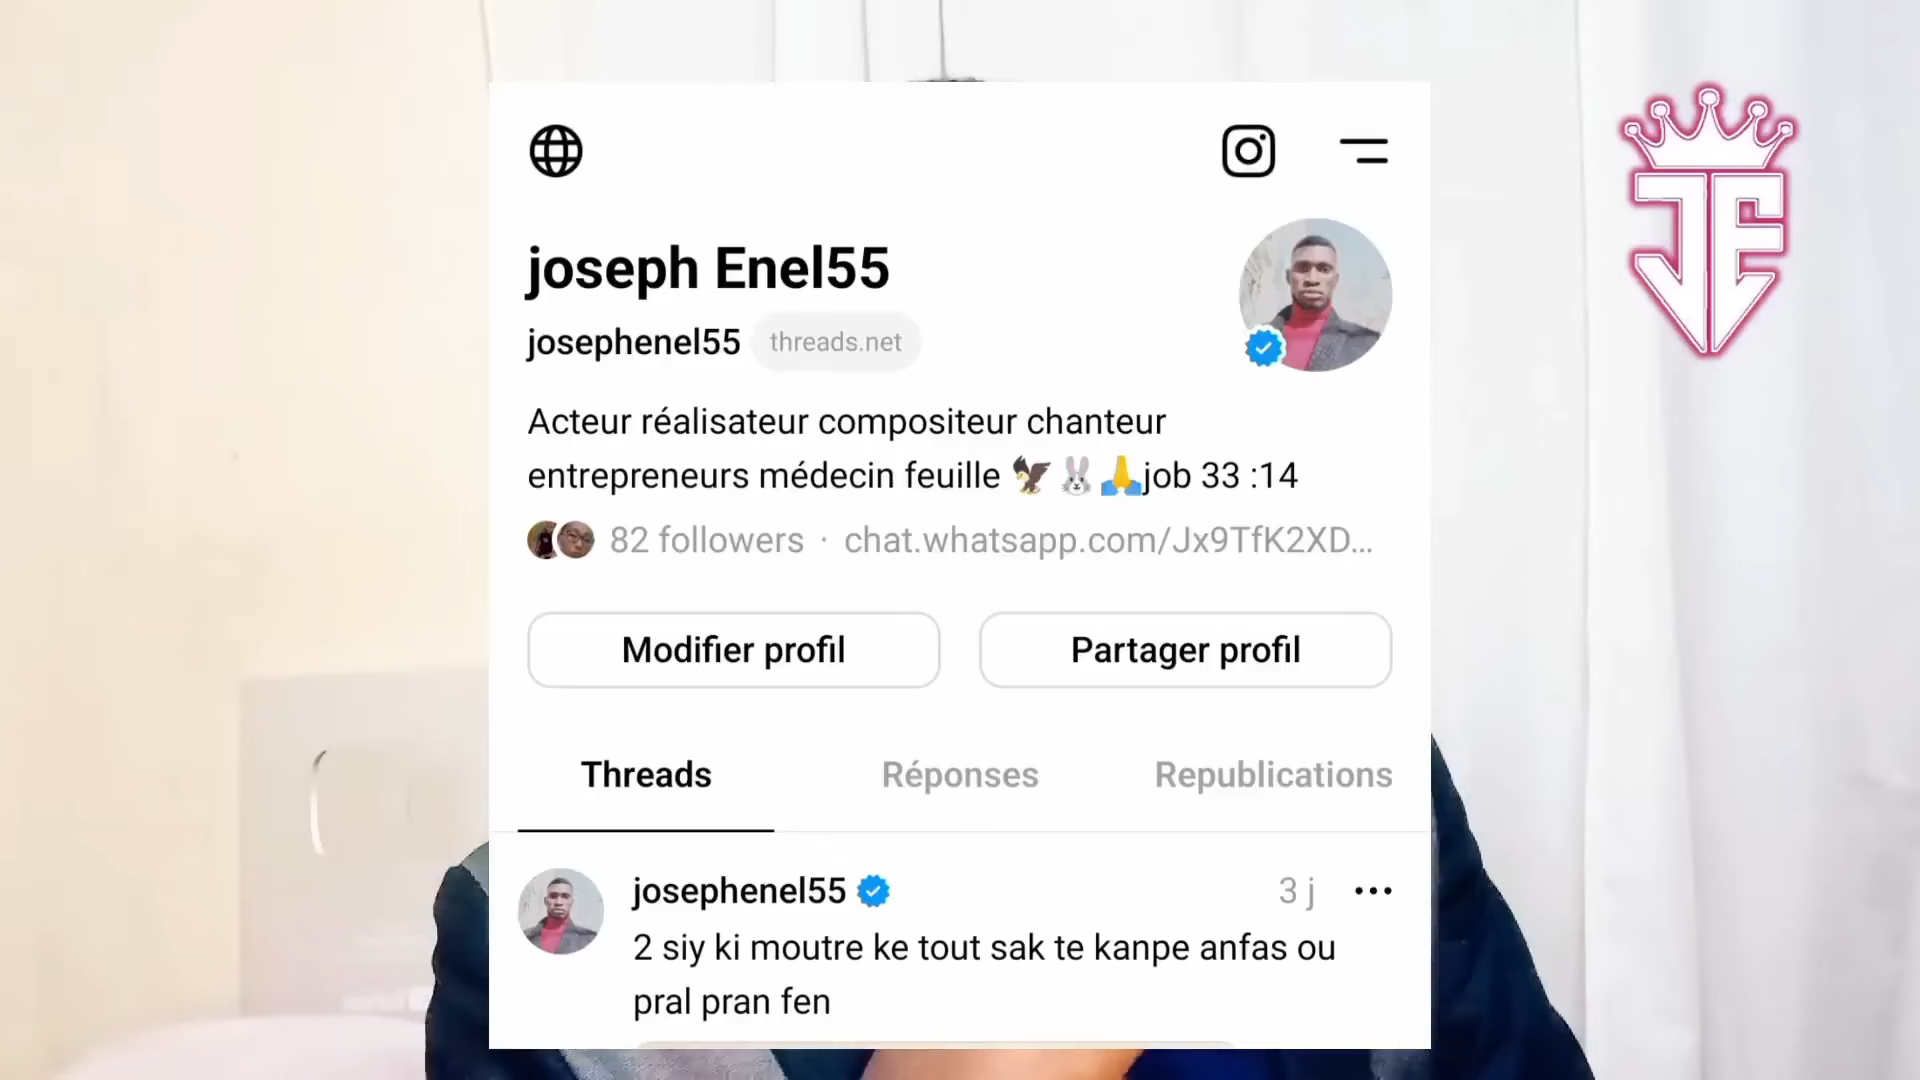 joseph Enel55
josephenel55 threads.net
Acteur réalisateur compositeur chanteur
entrepreneurs médecin feuille 🦅🐰🙏job 33 :14
82 followers · chat.whatsapp.com/Jx9TfK2XD...
Modifier profil
Partager profil
Threads
Réponses
Republications
josephenel55
3 j
2 siy ki moutre ke tout sak te kanpe anfas ou
pral pran fen
JE